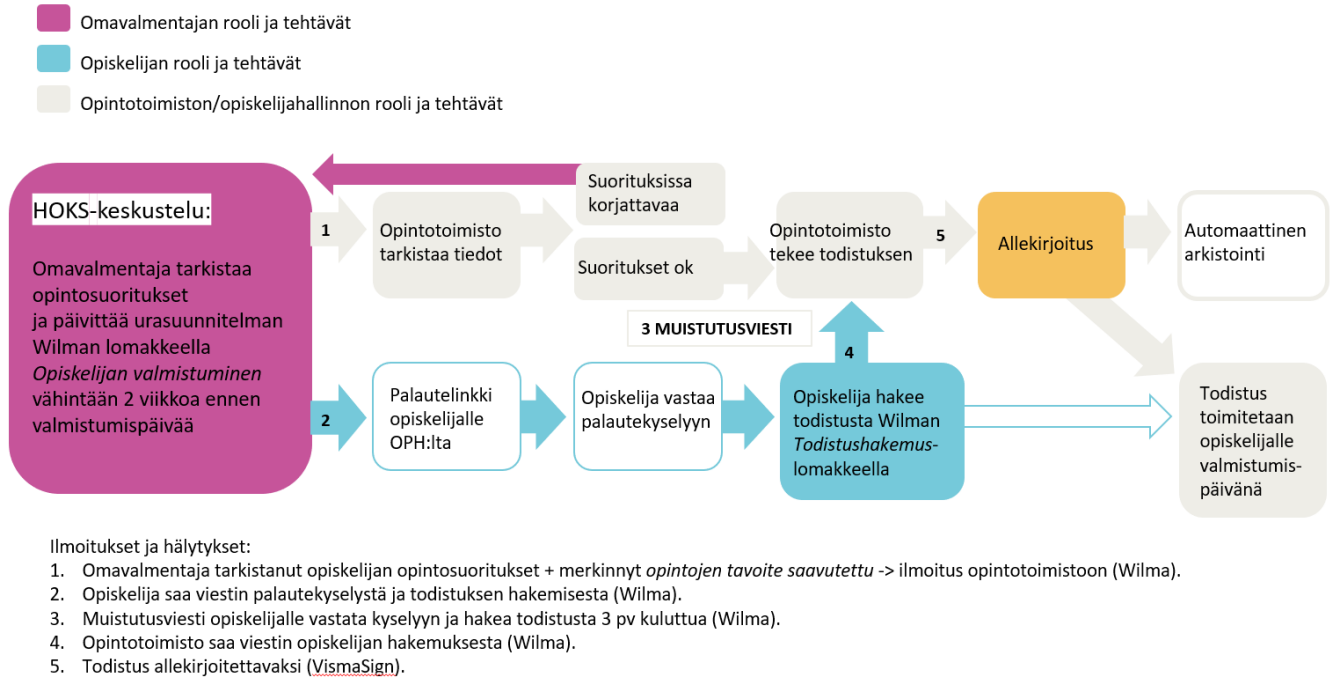 Omavalmentajan rooli ja tehtävät
Opiskelijan rooli ja tehtävät
Opintotoimiston/opiskelijahallinnon rooli ja tehtävät
HOKS-keskustelu:
Omavalmentaja tarkistaa
opintosuoritukset
ja päivittää urasuunnitelman
Wilman lomakkeella
Opiskelijan valmistuminen
vähintään 2 viikkoa ennen
valmistumispäivää
1
Opintotoimisto
tarkistaa tiedot
Suorituksissa
korjattavaa
Suoritukset ok
Opintotoimisto
tekee todistuksen
5
Allekirjoitus
Automaattinen
arkistointi
3 MUISTUTUSVIESTI
4
2
Palautelinkki
opiskelijalle
OPH:lta
Opiskelija vastaa
palautekyselyyn
Opiskelija hakee
todistusta Wilman
Todistushakemus-
lomakkeella
Todistus
toimitetaan
opiskelijalle
valmistumis-
päivänä
Ilmoitukset ja hälytykset:
1. Omavalmentaja tarkistanut opiskelijan opintosuoritukset + merkinnyt opintojen tavoite saavutettu -> ilmoitus opintotoimistoon (Wilma).
2. Opiskelija saa viestin palautekyselystä ja todistuksen hakemisesta (Wilma).
3. Muistutusviesti opiskelijalle vastata kyselyyn ja hakea todistusta 3 pv kuluttua (Wilma).
4. Opintotoimisto saa viestin opiskelijan hakemuksesta (Wilma).
5. Todistus allekirjoitettavaksi (VismaSign).